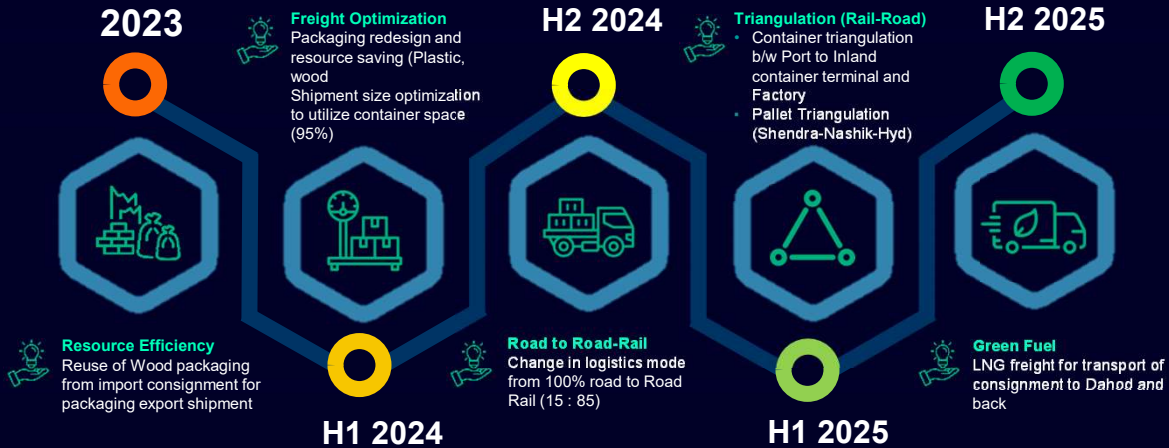 2023
Resource Efficiency
Reuse of Wood packaging
from import consignment for
packaging export shipment
Freight Optimization
Packaging redesign and
resource saving (Plastic,
wood
Shipment size optimization
to utilize container space
(95%)
H1 2024
H2 2024
Road to Road-Rail
Change in logistics mode
from 100% road to Road
Rail (15 : 85)
Triangulation (Rail-Road)
• Container triangulation
b/w Port to Inland
container terminal and
Factory
• Pallet Triangulation
(Shendra-Nashik-Hyd)
H1 2025
H2 2025
Green Fuel
LNG freight for transport of
consignment to Dahod and
back